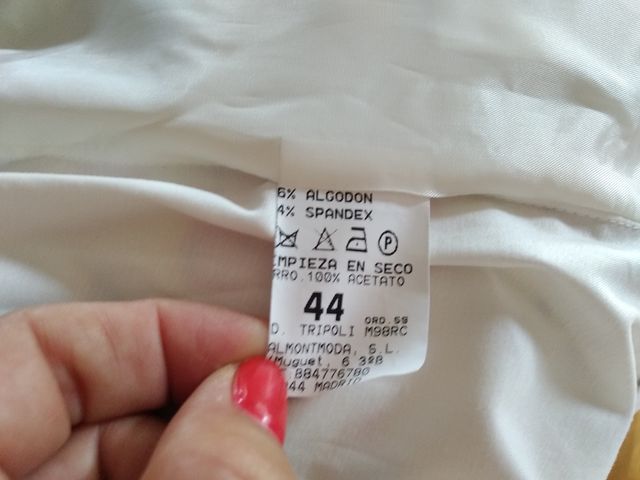 6% ALGODON
4% SPANDEX
P
MPIEZA EN SECO
RRO.100% ACETATO
44
ORD.59
D. TRIPOLI M98RC
ALMONTMODA, S.L.
Muguet, 6 3ºB
.884776780
044 MADRID